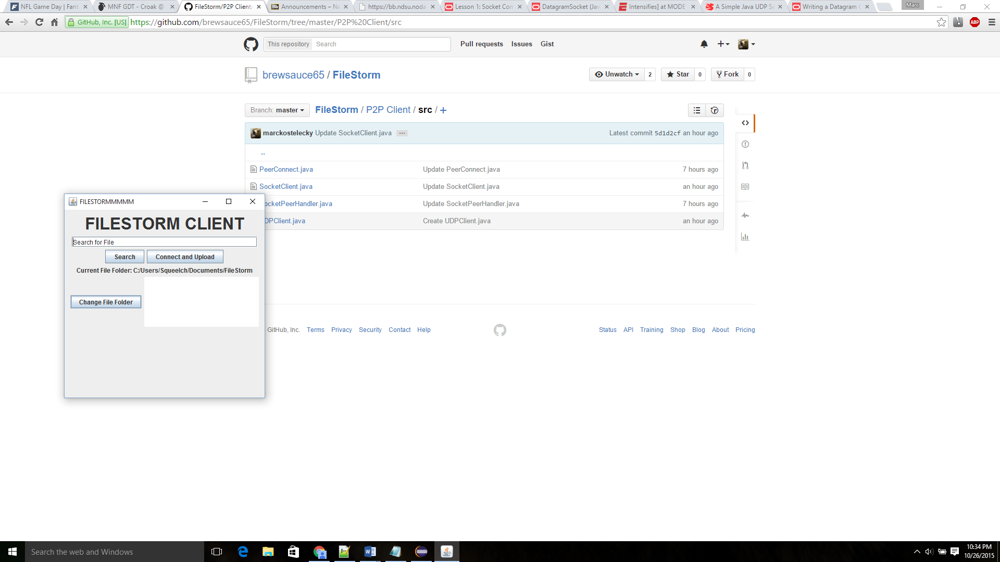 NFL Game Day | Fanta
MNF GDT - Croak @
FileStorm/P2P Client/
Announcements – Ne
https://bb.ndsu.noda
Lesson 1: Socket Com
DatagramSocket (Java
Intensifies] at MODE
A Simple Java UDP Se
Writing a Datagram C
Marc
GitHub, Inc. [US]
https://github.com/brewsauce65/FileStorm/tree/master/P2P%20Client/src
ABP
This repository
Search
Pull requests
Issues
Gist
brewsauce65 / FileStorm
Unwatch 2
Star 0
Fork 0
Branch: master
FileStorm / P2P Client / src / +
marckostelecky Update SocketClient.java ...
Latest commit 5d1d2cf an hour ago
..
PeerConnect.java Update PeerConnect.java 7 hours ago
SocketClient.java Update SocketClient.java an hour ago
ocketPeerHandler.java Update SocketPeerHandler.java 7 hours ago
DPClient.java Create UDPClient.java an hour ago
FILESTORMMMMM
FILESTORM CLIENT
Search for File
Search
Connect and Upload
Current File Folder: C:/Users/Squeelch/Documents/FileStorm
Change File Folder
GitHub, Inc. Terms Privacy Security Contact Help
Status API Training Shop Blog About Pricing
Search the web and Windows
10:34 PM
10/26/2015